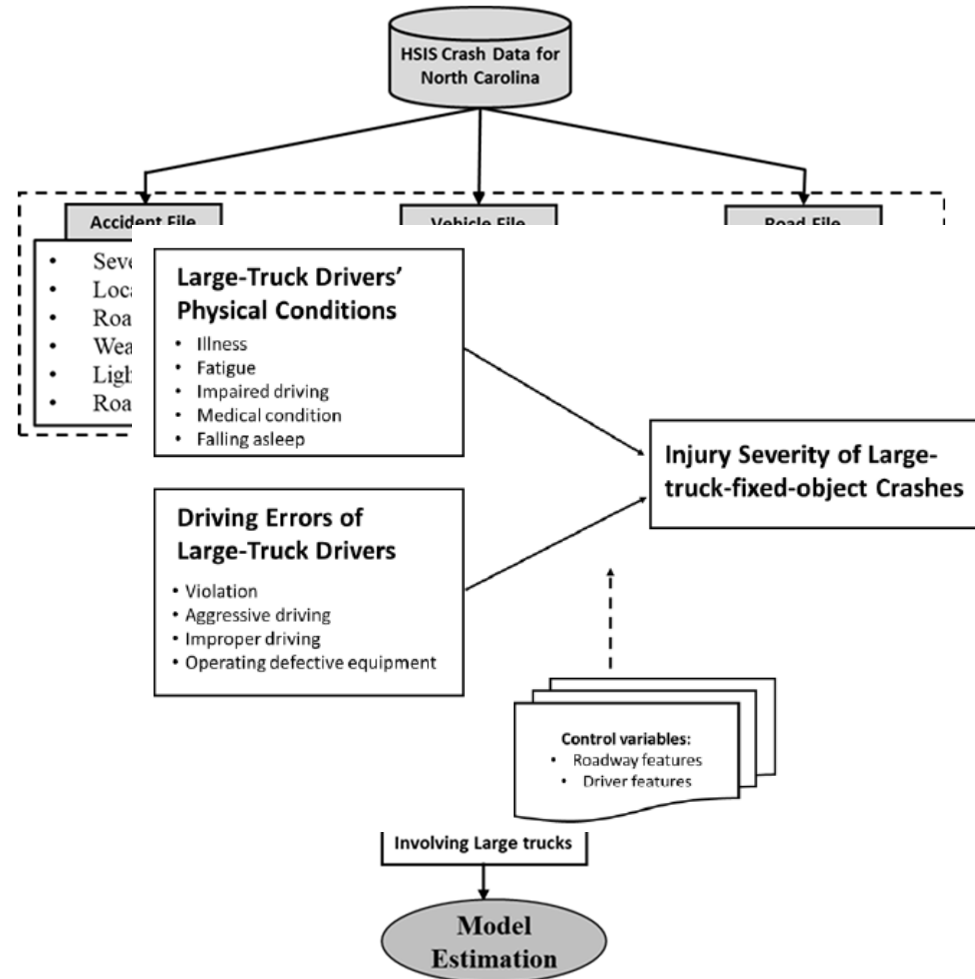 HSIS Crash Data for
North Carolina
Accident File
Vehicle File
Road File
•
•
•
•
•
•
Large-Truck Drivers’
Physical Conditions
• Illness
• Fatigue
• Impaired driving
• Medical condition
• Falling asleep
Injury Severity of Large-
truck-fixed-object Crashes
Driving Errors of
Large-Truck Drivers
• Violation
• Aggressive driving
• Improper driving
• Operating defective equipment
Control variables:
• Roadway features
• Driver features
Involving Large trucks
Model
Estimation